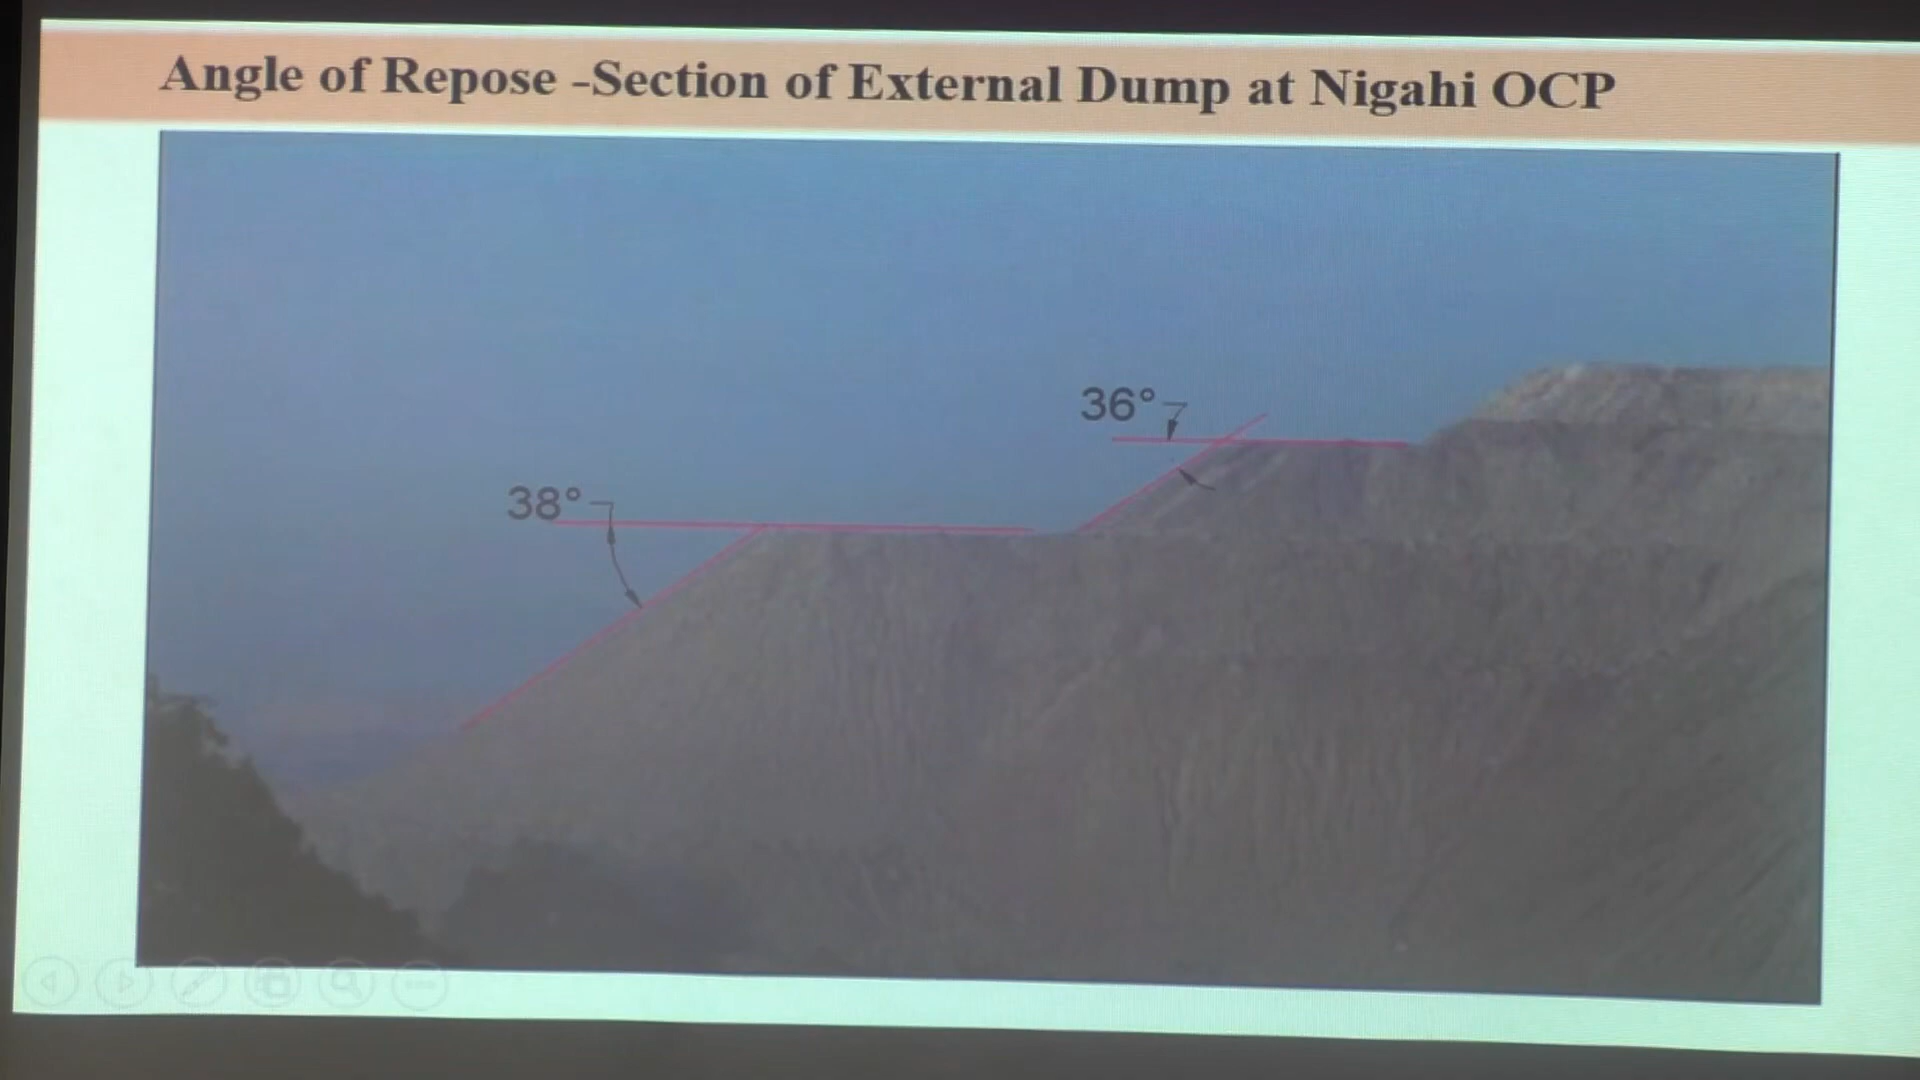 Angle of Repose -Section of External Dump at Nigahi OCP
36°
38°